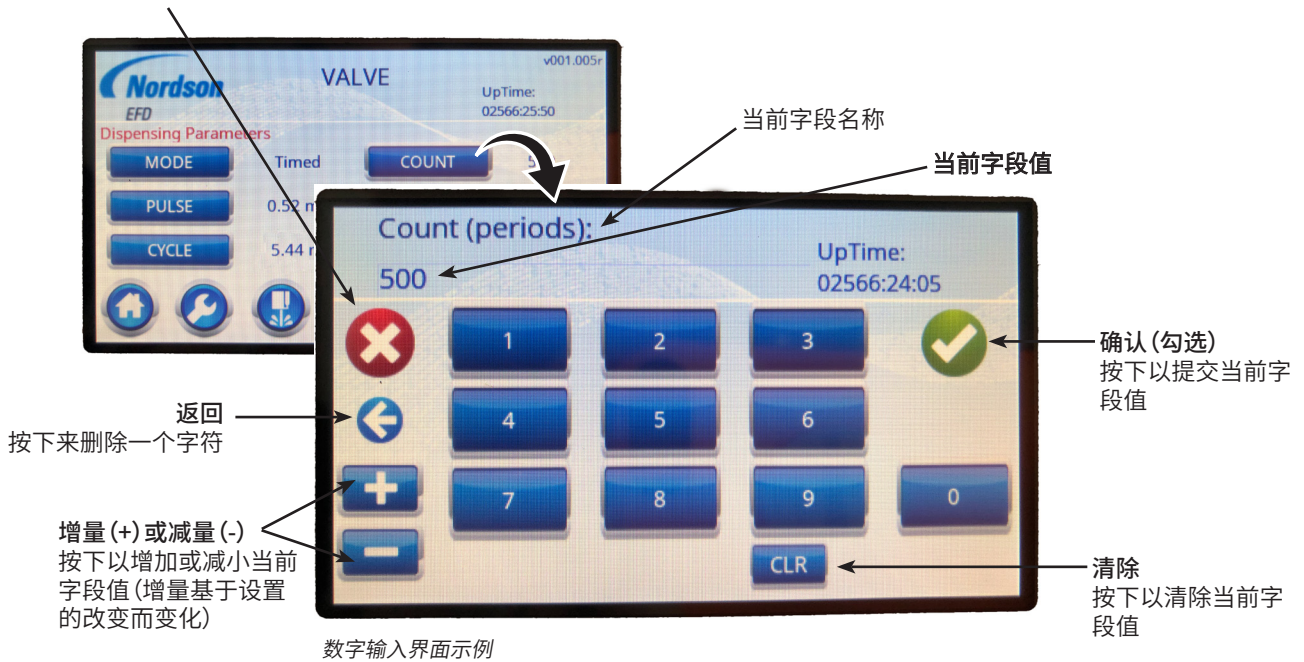 Nordson
EFD
VALVE
v001.005r
UpTime:
02566:25:50
Dispensing Parameters
MODE
Timed
COUNT
PULSE
0.52
CYCLE
5.44
当前字段名称
当前字段值
Count (periods):
500
UpTime:
02566:24:05
1
2
3
4
5
6
7
8
9
0
CLR
确认(勾选)
按下以提交当前字
段值
返回
按下来删除一个字符
增量(+)或减量(-)
按下以增加或减小当前
字段值(增量基于设置
的改变而变化)
清除
按下以清除当前字
段值
数字输入界面示例